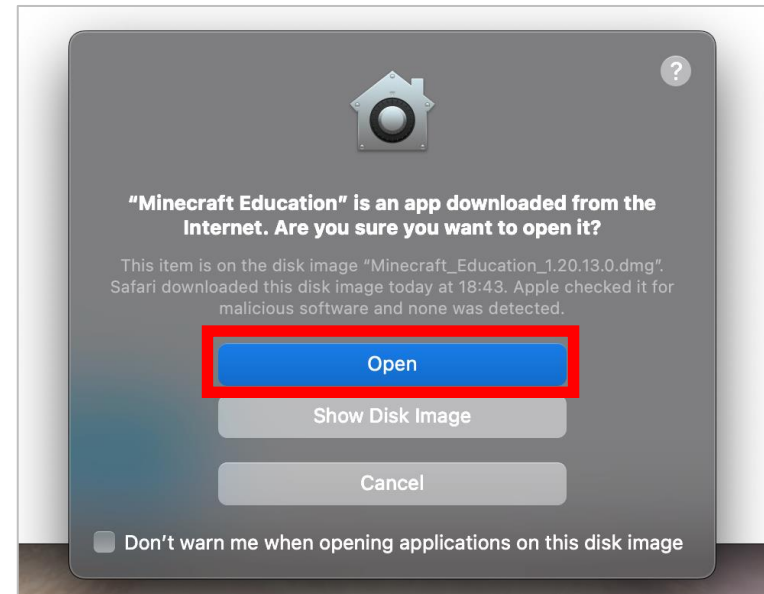 ?
“Minecraft Education” is an app downloaded from the
Internet. Are you sure you want to open it?
This item is on the disk image “Minecraft_Education_1.20.13.0.dmg”.
Safari downloaded this disk image today at 18:43. Apple checked it for
malicious software and none was detected.
Open
Show Disk Image
Cancel
Don’t warn me when opening applications on this disk image